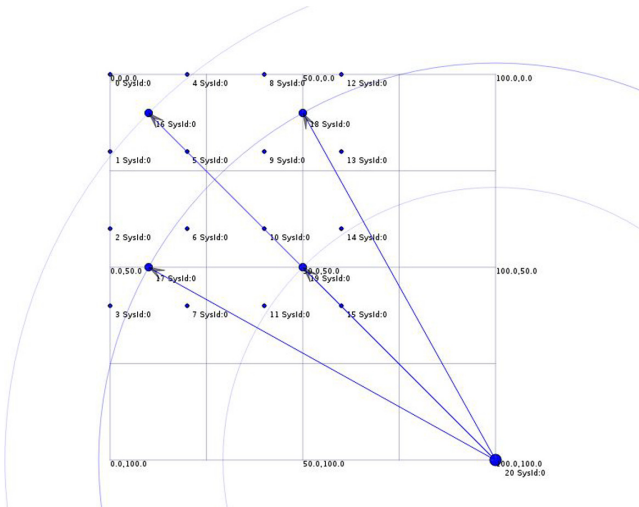 0.0,0.0
50.0,0.0
100.0,0.0
0 SysId:0
4 SysId:0
8 SysId:0
12 SysId:0
16 SysId:0
18 SysId:0
1 SysId:0
5 SysId:0
9 SysId:0
13 SysId:0
2 SysId:0
6 SysId:0
10 SysId:0
14 SysId:0
0.0,50.0
50.0,50.0
100.0,50.0
17 SysId:0
19 SysId:0
3 SysId:0
7 SysId:0
11 SysId:0
15 SysId:0
0.0,100.0
50.0,100.0
100.0,100.0
20 SysId:0